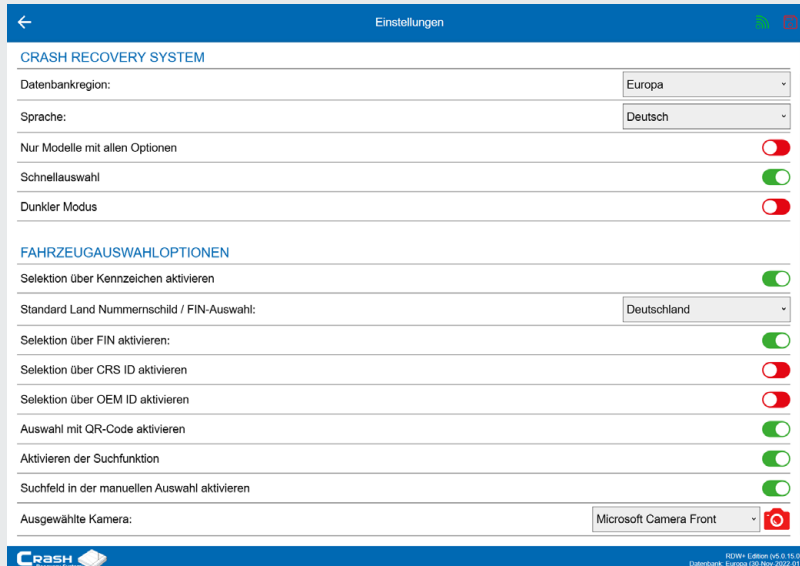 Einstellungen
CRASH RECOVERY SYSTEM
Datenbankregion:
Europa
Sprache:
Deutsch
Nur Modelle mit allen Optionen
Schnellauswahl
Dunkler Modus
FAHRZEUGAUSWAHLOPTIONEN
Selektion über Kennzeichen aktivieren
Standard Land Nummernschild / FIN-Auswahl:
Deutschland
Selektion über FIN aktivieren:
Selektion über CRS ID aktivieren
Selektion über OEM ID aktivieren
Auswahl mit QR-Code aktivieren
Aktivieren der Suchfunktion
Suchfeld in der manuellen Auswahl aktivieren
Ausgewählte Kamera:
Microsoft Camera Front
CRASH
RDW+ Edition (v5.0.15.0
Datenbank: Europa (30-Nov-2022-01